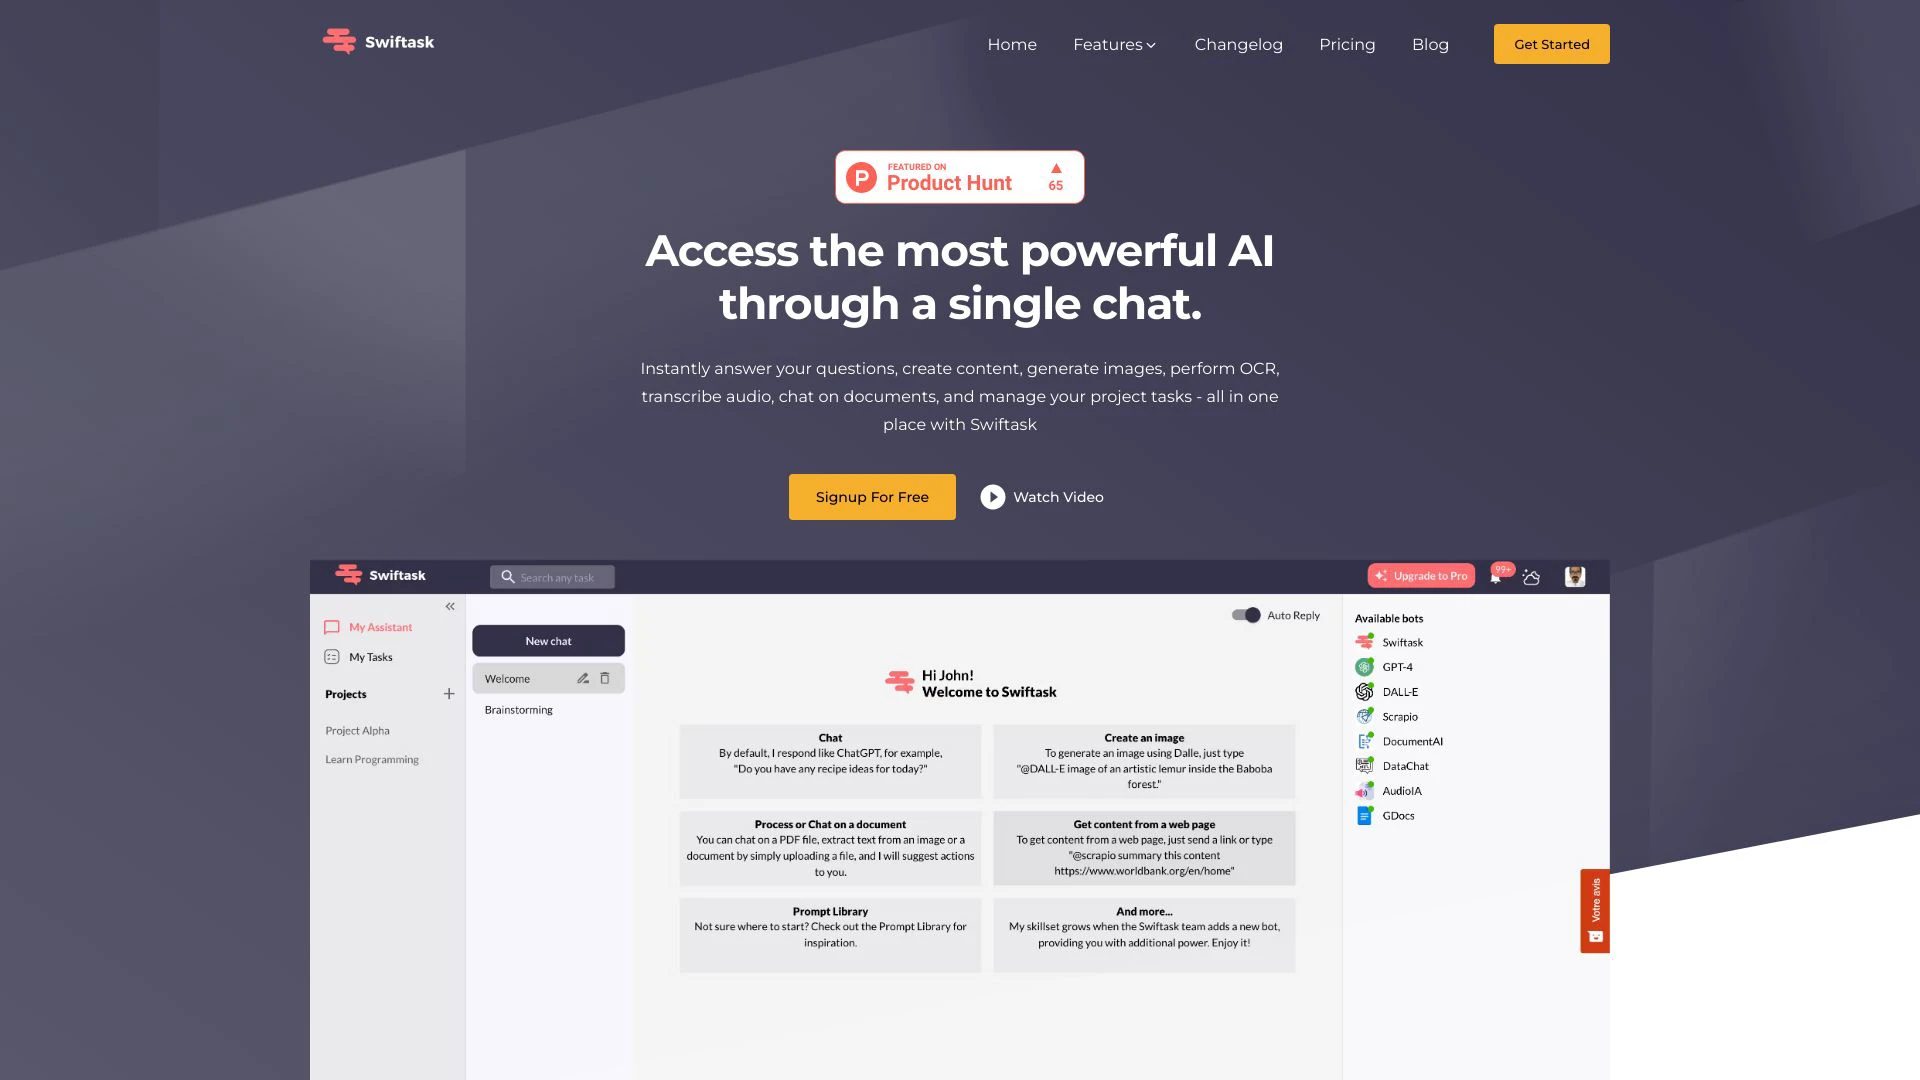 Swiftask
Home
Features
Changelog
Pricing
Blog
Get Started
FEATURED ON
Product Hunt
65
Access the most powerful AI
through a single chat.
Instantly answer your questions, create content, generate images, perform OCR,
transcribe audio, chat on documents, and manage your project tasks - all in one
place with Swiftask
Signup For Free
Watch Video
Swiftask
Search any task
Upgrade to Pro
99+
My Assistant
My Tasks
Projects
Project Alpha
Learn Programming
New chat
Welcome
Brainstorming
Auto Reply
Hi John!
Welcome to Swiftask
Chat
By default, I respond like ChatGPT, for example,
"Do you have any recipe ideas for today?"
Create an image
To generate an image using Dalle, just type
"@DALL-E image of an artistic lemur inside the Baboba
forest."
Process or Chat on a document
You can chat on a PDF file, extract text from an image or a
document by simply uploading a file, and I will suggest actions
to you.
Get content from a web page
To get content from a web page, just send a link or type
"@scrapio summary this content
https://www.worldbank.org/en/home"
Prompt Library
Not sure where to start? Check out the Prompt Library for
inspiration.
And more...
My skillset grows when the Swiftask team adds a new bot,
providing you with additional power. Enjoy it!
Available bots
Swiftask
GPT-4
DALL-E
Scrapio
DocumentAI
DataChat
AudioIA
GDocs
Votre avis